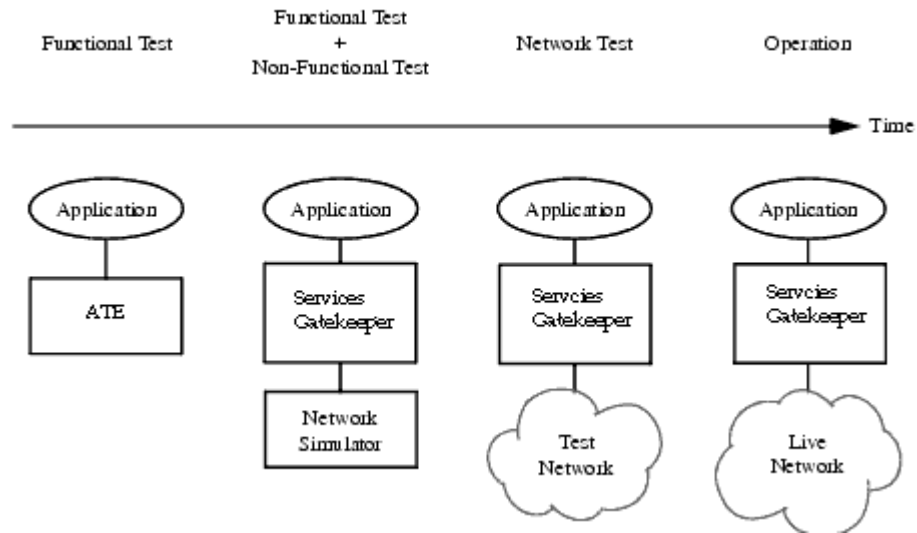 Functional Test
Functional Test
+
Non-Functional Test
Network Test
Operation
Time
Application
Application
Application
Application
ATE
Services
Gatekeeper
Servcies
Gatekeeper
Servcies
Gatekeeper
Network
Simulator
Test
Network
Live
Network